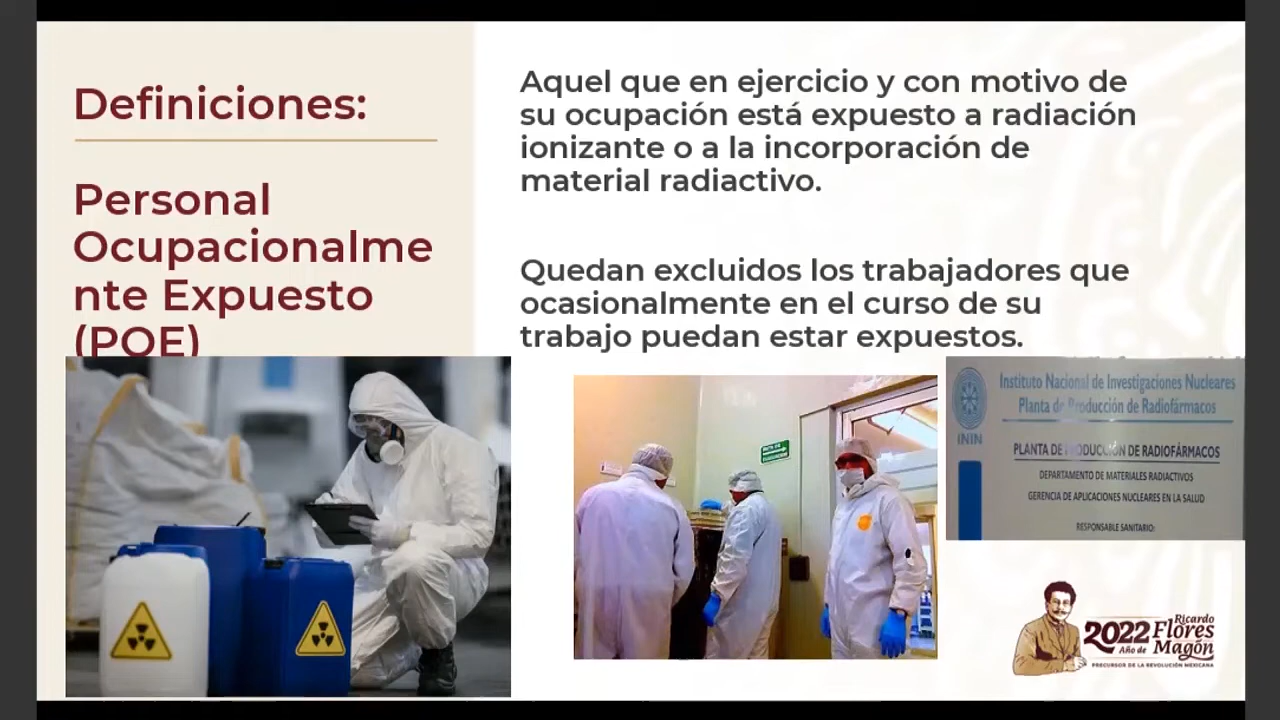 Definiciones:
Personal
Ocupacionalme
nte Expuesto
(POE)
Aquel que en ejercicio y con motivo de
su ocupación está expuesto a radiación
ionizante o a la incorporación de
material radiactivo.
Quedan excluidos los trabajadores que
ocasionalmente en el curso de su
trabajo puedan estar expuestos.
Instituto Nacional de Investigaciones Nucleares
Planta de Producción de Radiofármacos
ININ
PLANTA DE PRODUCCIÓN DE RADIOFÁRMACOS
DEPARTAMENTO DE MATERIALES RADIACTIVOS
GERENCIA DE APLICACIONES NUCLEARES EN LA SALUD
RESPONSABLE SANITARIO:
2022 Ricardo
Año de Flores
Magón
PRECURSOR DE LA REVOLUCIÓN MEXICANA